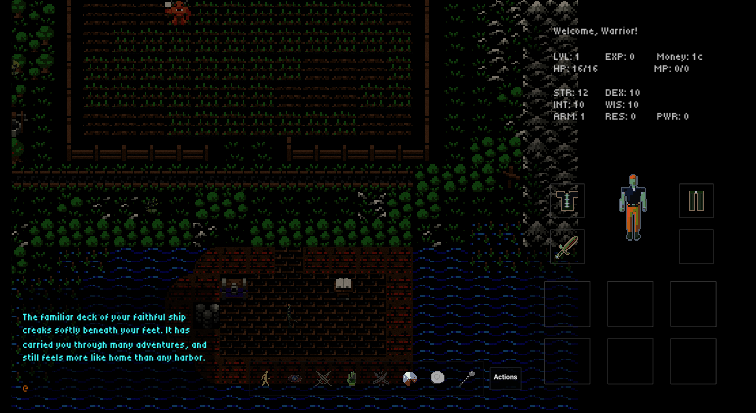 Welcome, Warrior!
LVL: 1 EXP: 0 Money: 1c
HP: 16/16 MP: 0/0
STR: 12 DEX: 10
INT: 10 WIS: 10
ARM: 1 RES: 0 PWR: 0
The familiar deck of your faithful ship
creaks softly beneath your feet. It has
carried you through many adventures, and
still feels more like home than any harbor.
Actions